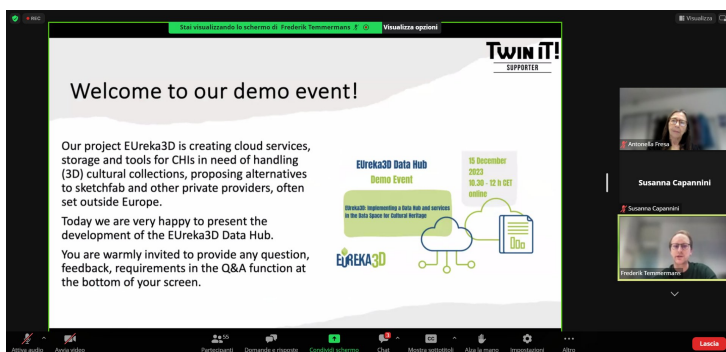 REC
Stai visualizzando lo schermo di Frederik Temmermans
Visualizza opzioni
Visualizza
TWIN iT!
SUPPORTER
Welcome to our demo event!
Our project EUreka3D is creating cloud services,
storage and tools for CHIs in need of handling
(3D) cultural collections, proposing alternatives
to sketchfab and other private providers, often
set outside Europe.
Today we are very happy to present the
development of the EUreka3D Data Hub.
You are warmly invited to provide any question,
feedback, requirements in the Q&A function at
the bottom of your screen.
EUreka3D Data Hub
Demo Event
15 December
2023
10.30 - 12 h CET
online
EUreka3D: Implementing a Data Hub and services
in the Data Space for Cultural Heritage
EUREKA3D
Antonella Fresa
Susanna Capannini
Susanna Capannini
Frederik Temmermans
Attiva audio
Avvia video
55
Partecipanti
Domande e risposte
Condividi schermo
Chat
CC
Mostra sottotitoli
Alza la mano
Impostazioni
Altro
Lascia